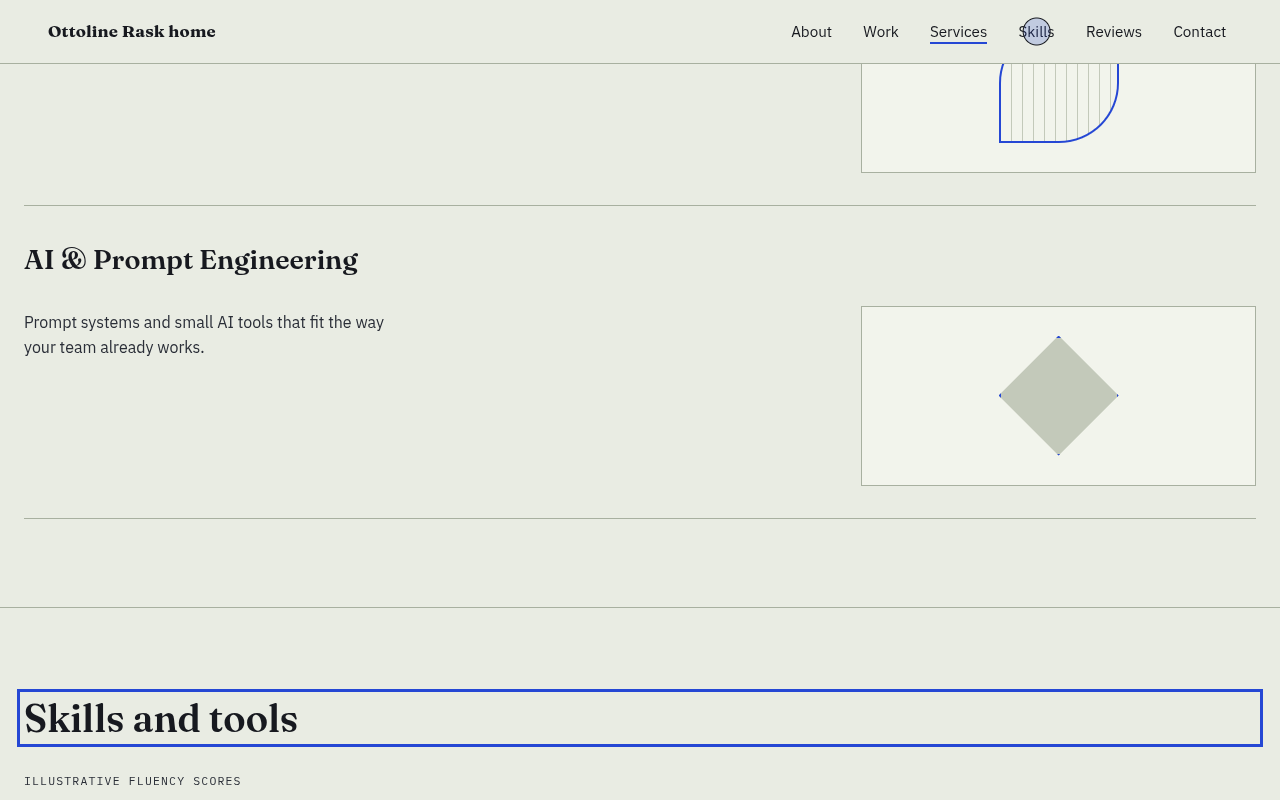 Ottoline Rask home
About
Work
Services
Skills
Reviews
Contact
AI & Prompt Engineering
Prompt systems and small AI tools that fit the way
your team already works.
Skills and tools
ILLUSTRATIVE FLUENCY SCORES